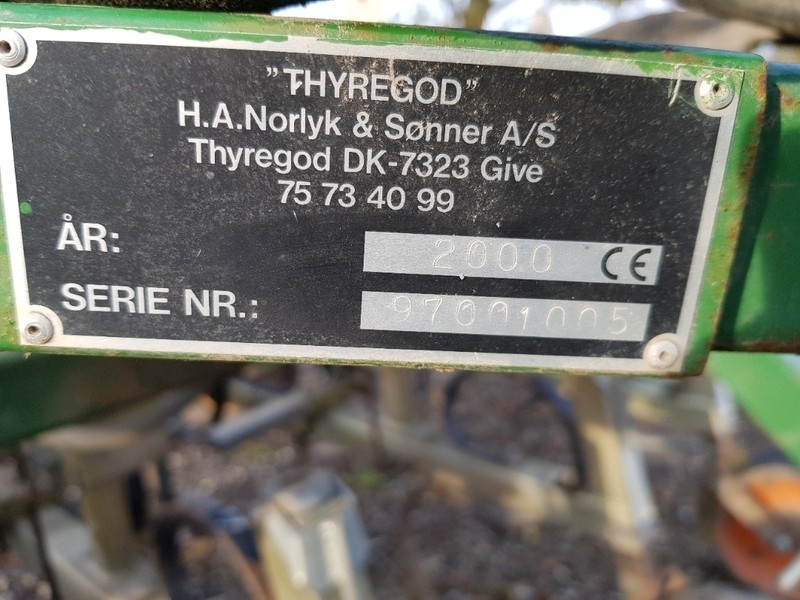 "THYREGOD"
H.A.Norlyk & Sønner A/S
Thyregod DK-7323 Give
75 73 40 99
ÅR: 2000 CE
SERIE NR.: 97001005